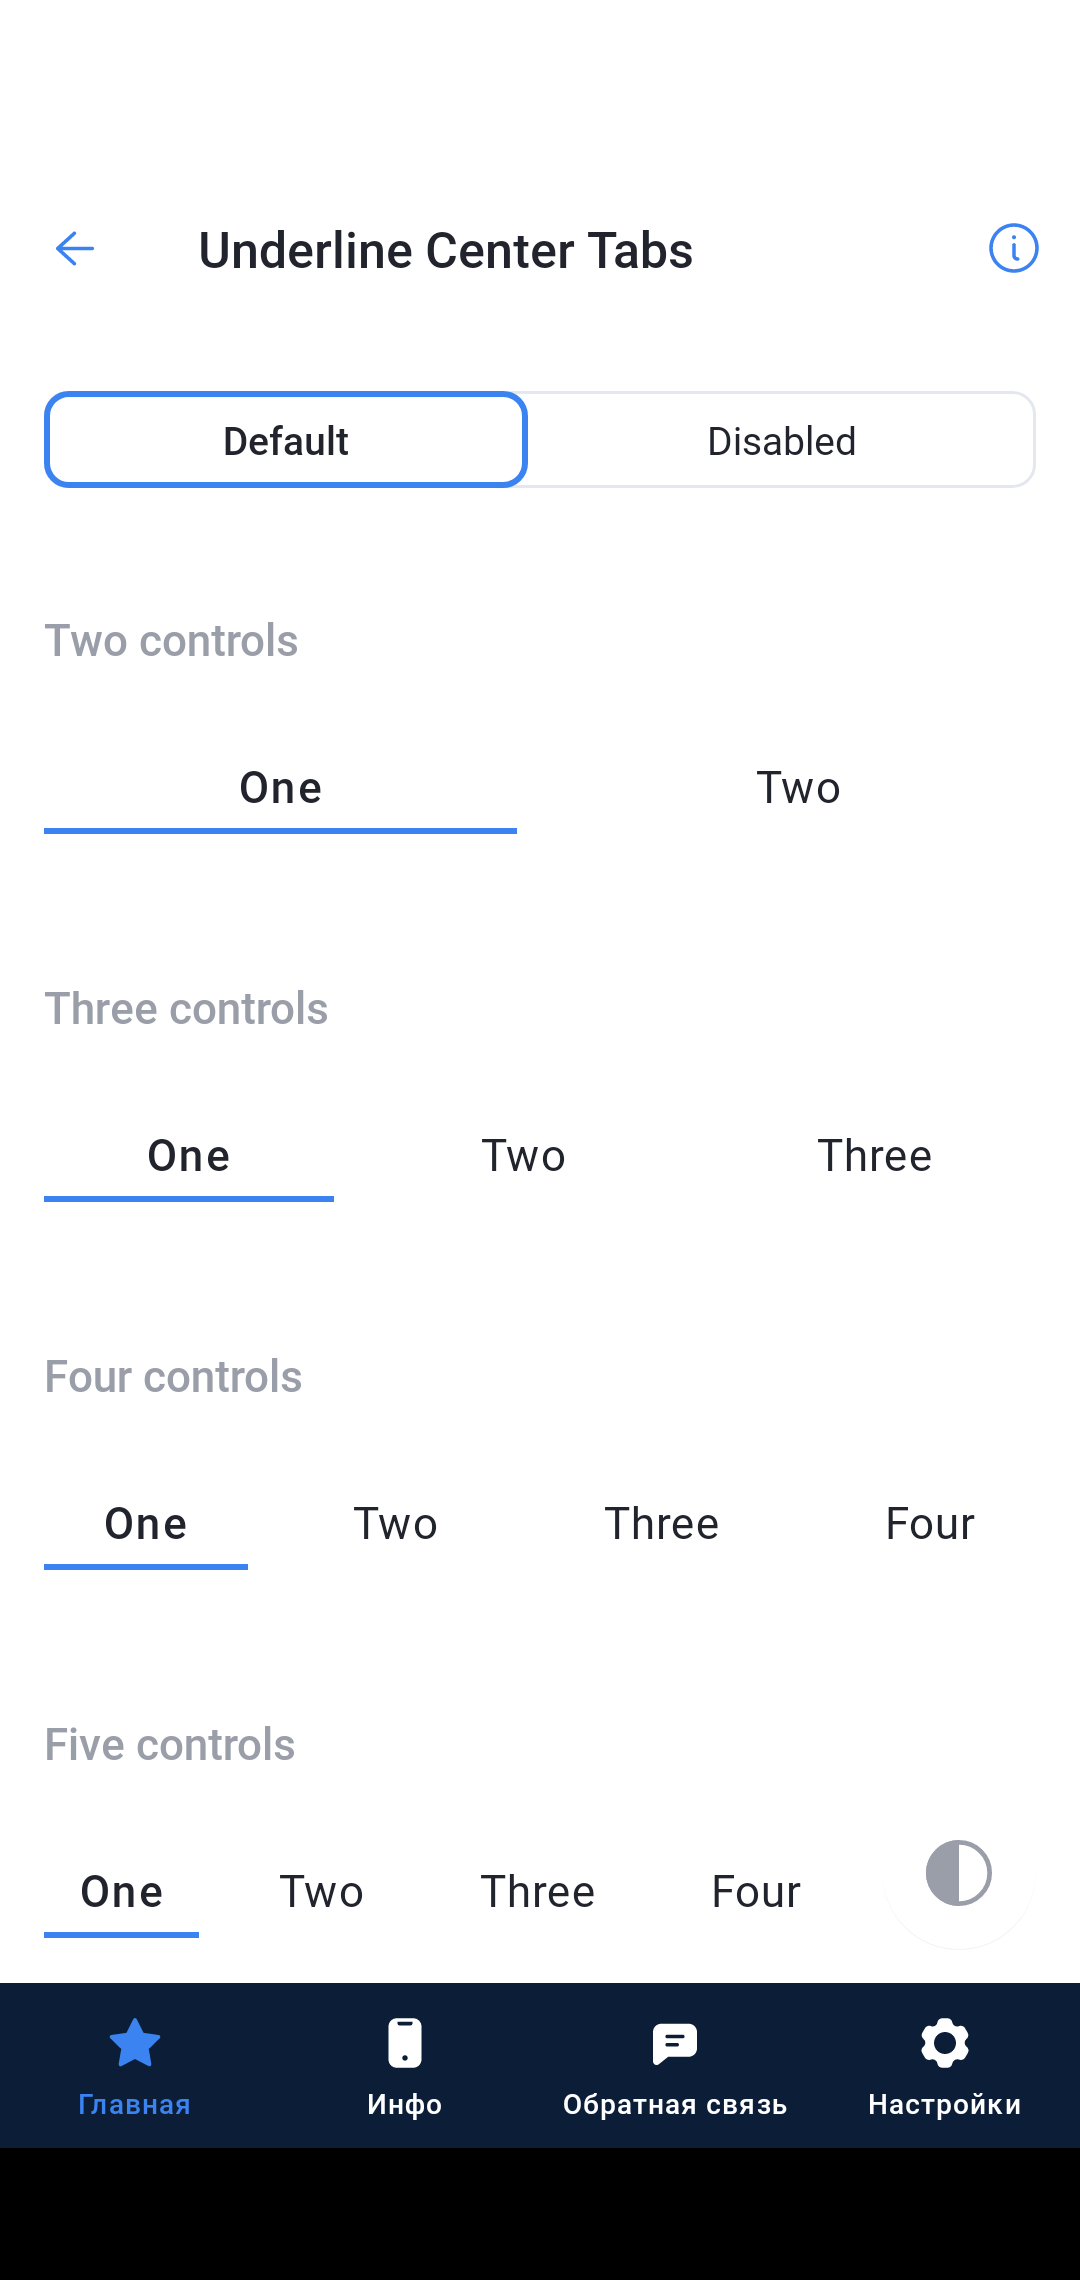 Underline Center Tabs
Default Disabled
Two controls
One Two
Three controls
One Two Three
Four controls
One Two Three Four
Five controls
One Two Three Four
Главная Инфо Обратная связь Настройки